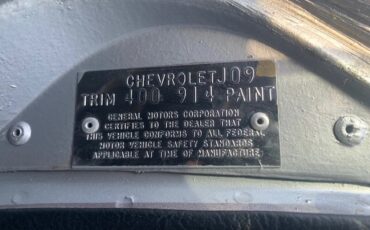 CHEVROLET J09
TRIM 400 914 PAINT
GENERAL MOTORS CORPORATION
CERTIFIES TO THE DEALER THAT
THIS VEHICLE CONFORMS TO ALL FEDERAL
MOTOR VEHICLE SAFETY STANDARDS
APPLICABLE AT TIME OF MANUFACTURE